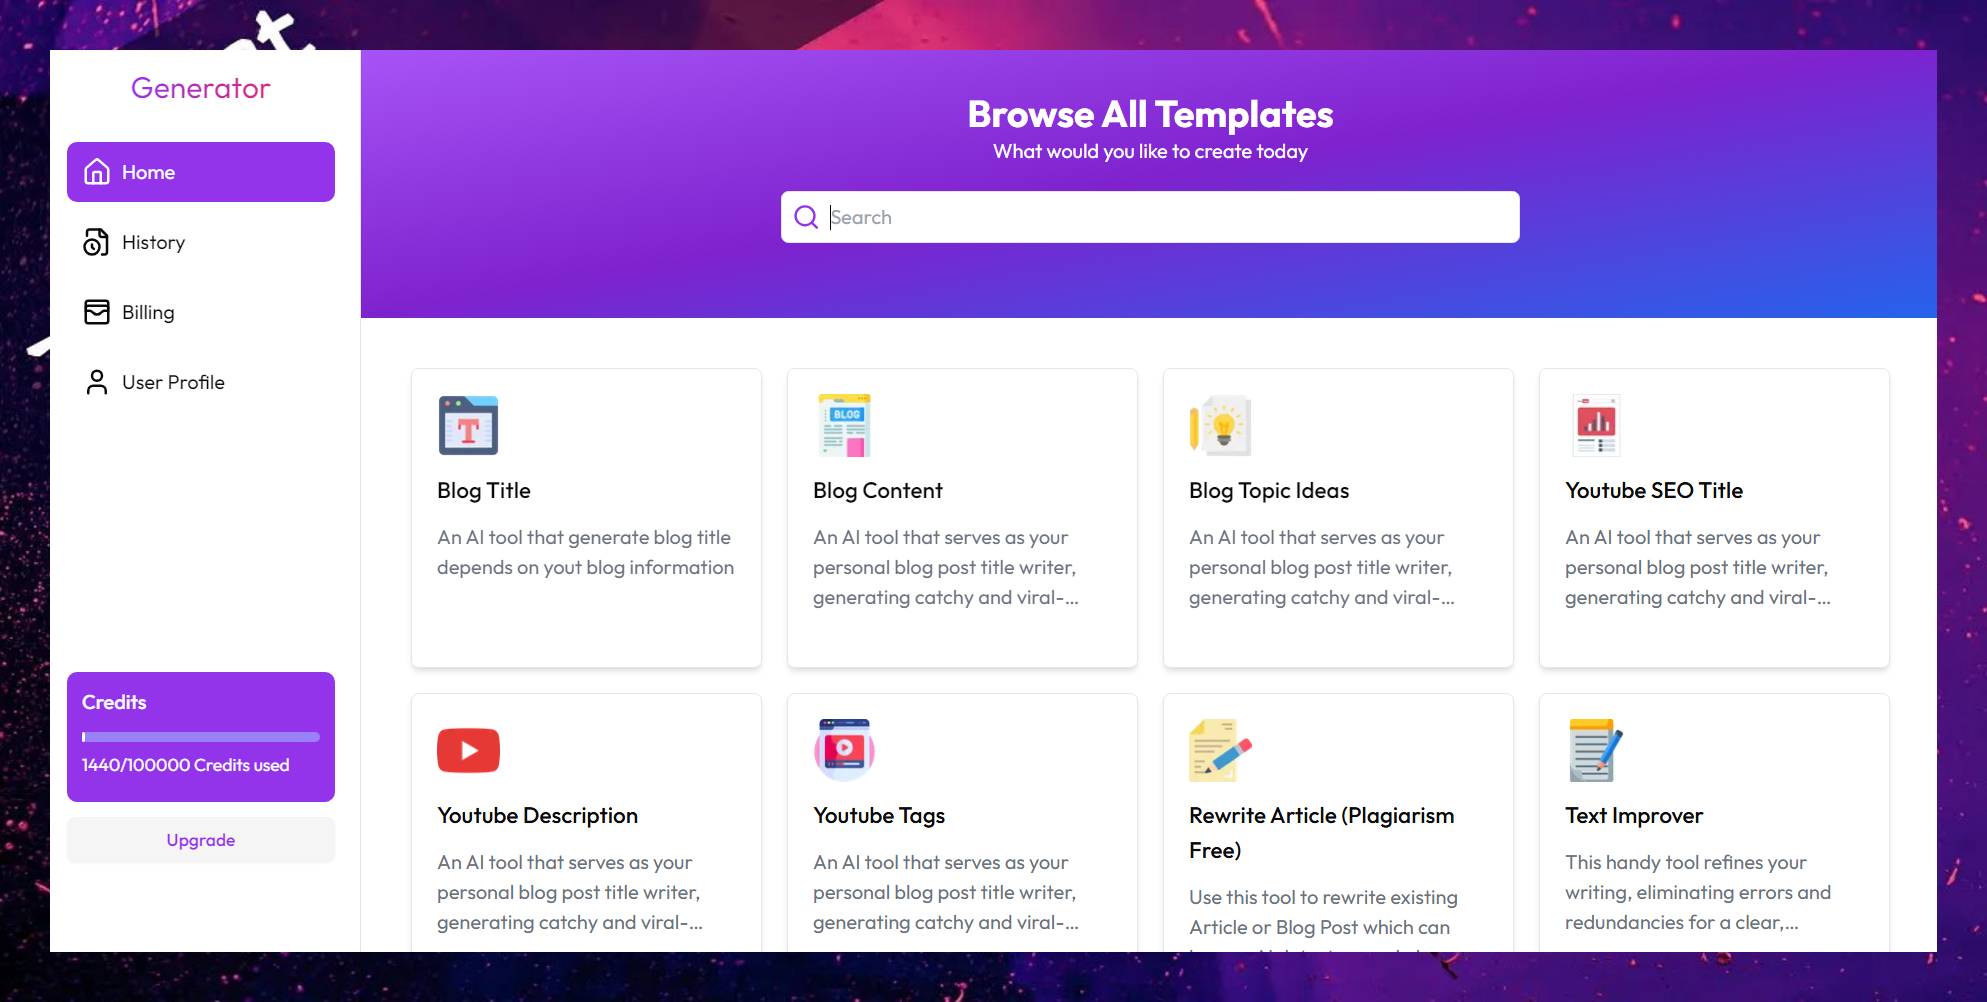 Generator
Home
History
Billing
User Profile
Credits
1440/100000 Credits used
Upgrade
Browse All Templates
What would you like to create today
Search
Blog Title
An AI tool that generate blog title
depends on yout blog information
BLOG
Blog Content
An AI tool that serves as your
personal blog post title writer,
generating catchy and viral-...
Blog Topic Ideas
An AI tool that serves as your
personal blog post title writer,
generating catchy and viral-...
Youtube SEO Title
An AI tool that serves as your
personal blog post title writer,
generating catchy and viral-...
Youtube Description
An AI tool that serves as your
personal blog post title writer,
generating catchy and viral-...
Youtube Tags
An AI tool that serves as your
personal blog post title writer,
generating catchy and viral-...
Rewrite Article (Plagiarism
Free)
Use this tool to rewrite existing
Article or Blog Post which can
Text Improver
This handy tool refines your
writing, eliminating errors and
redundancies for a clear,...